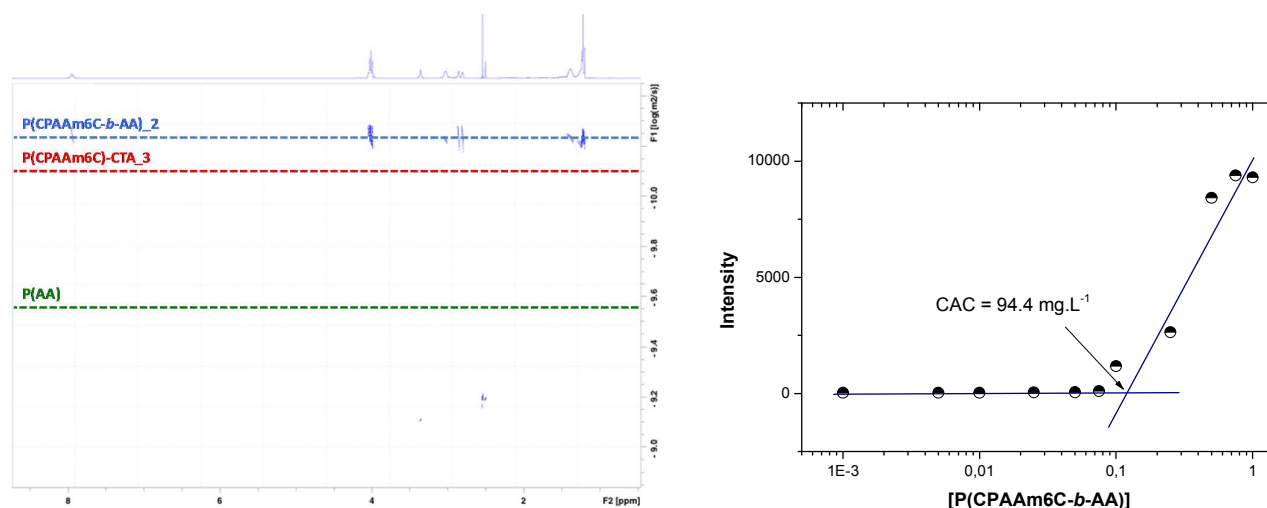 P(CPAAm6C-b-AA)_2
P(CPAAm6C)-CTA_3
P(AA)
F1 [log(m2/s)]
- 10.0
- 9.8
- 9.6
- 9.4
- 9.2
- 9.0
8 6 4 2 F2 [ppm]
Intensity
10000
5000
0
CAC = 94.4 mg.L⁻¹
1E-3 0,01 0,1 1
[P(CPAAm6C-b-AA)]